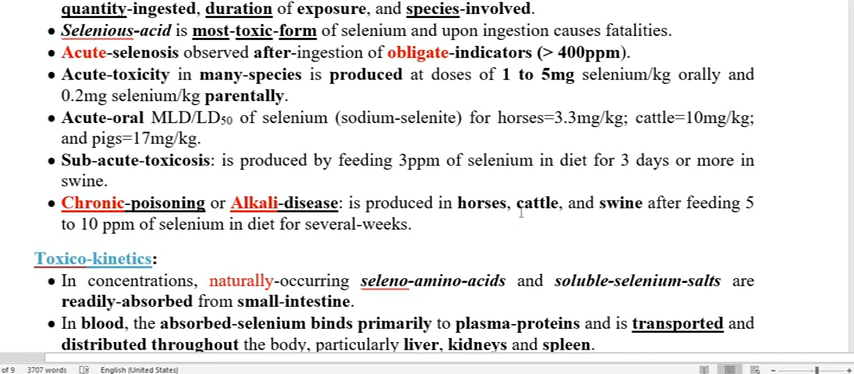 quantity-ingested, duration of exposure, and species-involved.
• Selenious-acid is most-toxic-form of selenium and upon ingestion causes fatalities.
• Acute-selenosis observed after-ingestion of obligate-indicators (> 400ppm).
• Acute-toxicity in many-species is produced at doses of 1 to 5mg selenium/kg orally and
0.2mg selenium/kg parentally.
• Acute-oral MLD/LD50 of selenium (sodium-selenite) for horses=3.3mg/kg; cattle=10mg/kg;
and pigs=17mg/kg.
• Sub-acute-toxicosis: is produced by feeding 3ppm of selenium in diet for 3 days or more in
swine.
• Chronic-poisoning or Alkali-disease: is produced in horses, cattle, and swine after feeding 5
to 10 ppm of selenium in diet for several-weeks.
Toxico-kinetics:
• In concentrations, naturally-occurring seleno-amino-acids and soluble-selenium-salts are
readily-absorbed from small-intestine.
• In blood, the absorbed-selenium binds primarily to plasma-proteins and is transported and
distributed throughout the body, particularly liver, kidneys and spleen.
of 9 3707 words English (United States)